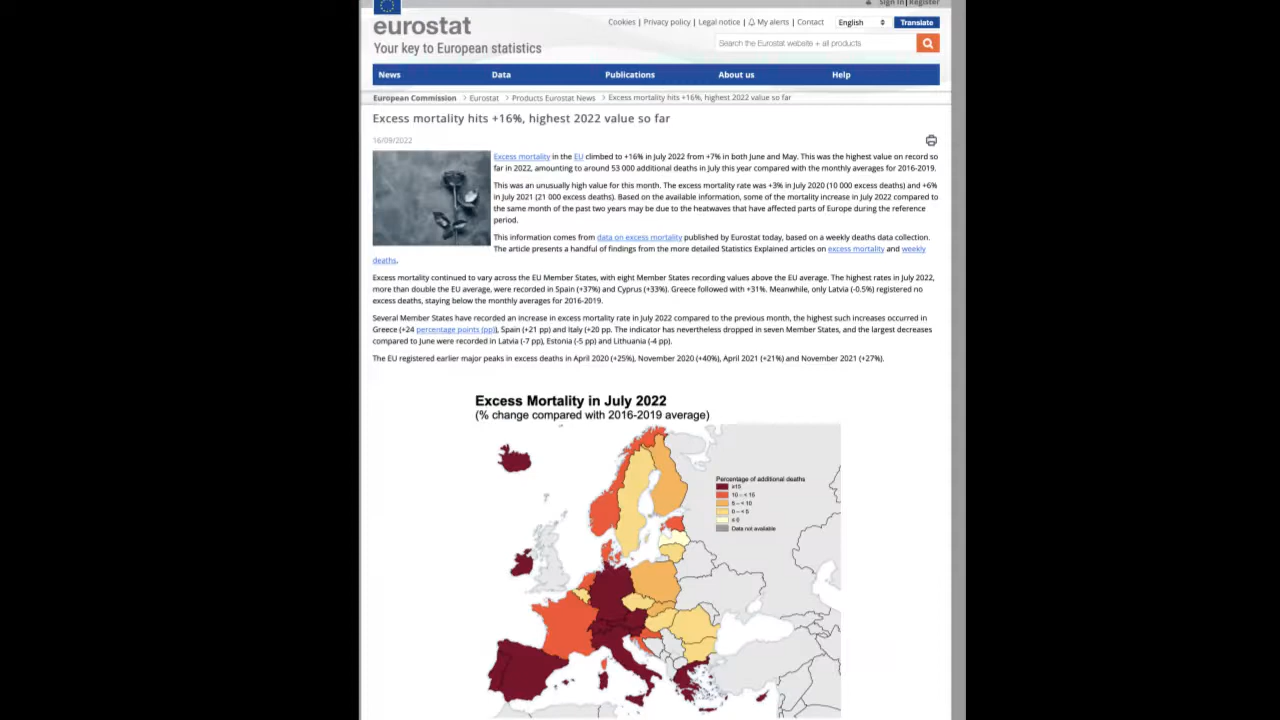 Sign In | Register
eurostat
Cookies | Privacy policy | Legal notice | My alerts | Contact
English
Translate
Your key to European statistics
Search the Eurostat website + all products
News Data Publications About us Help
European Commission > Eurostat > Products Eurostat News > Excess mortality hits +16%, highest 2022 value so far
Excess mortality hits +16%, highest 2022 value so far
16/09/2022
Excess mortality in the EU climbed to +16% in July 2022 from +7% in both June and May. This was the highest value on record so
far in 2022, amounting to around 53 000 additional deaths in July this year compared with the monthly averages for 2016-2019.
This was an unusually high value for this month. The excess mortality rate was +3% in July 2020 (10 000 excess deaths) and +6%
in July 2021 (21 000 excess deaths). Based on the available information, some of the mortality increase in July 2022 compared to
the same month of the past two years may be due to the heatwaves that have affected parts of Europe during the reference
period.
This information comes from data on excess mortality published by Eurostat today, based on a weekly deaths data collection.
The article presents a handful of findings from the more detailed Statistics Explained articles on excess mortality and weekly
deaths.
Excess mortality continued to vary across the EU Member States, with eight Member States recording values above the EU average. The highest rates in July 2022,
more than double the EU average, were recorded in Spain (+37%) and Cyprus (+33%). Greece followed with +31%. Meanwhile, only Latvia (-0.5%) registered no
excess deaths, staying below the monthly averages for 2016-2019.
Several Member States have recorded an increase in excess mortality rate in July 2022 compared to the previous month, the highest such increases occurred in
Greece (+24 percentage points (pp)), Spain (+21 pp) and Italy (+20 pp. The indicator has nevertheless dropped in seven Member States, and the largest decreases
compared to June were recorded in Latvia (-7 pp), Estonia (-5 pp) and Lithuania (-4 pp).
The EU registered earlier major peaks in excess deaths in April 2020 (+25%), November 2020 (+40%), April 2021 (+21%) and November 2021 (+27%).
Excess Mortality in July 2022
(% change compared with 2016-2019 average)
Percentage of additional deaths
≥15
10 – < 15
5 – < 10
0 – < 5
≤ 0
Data not available